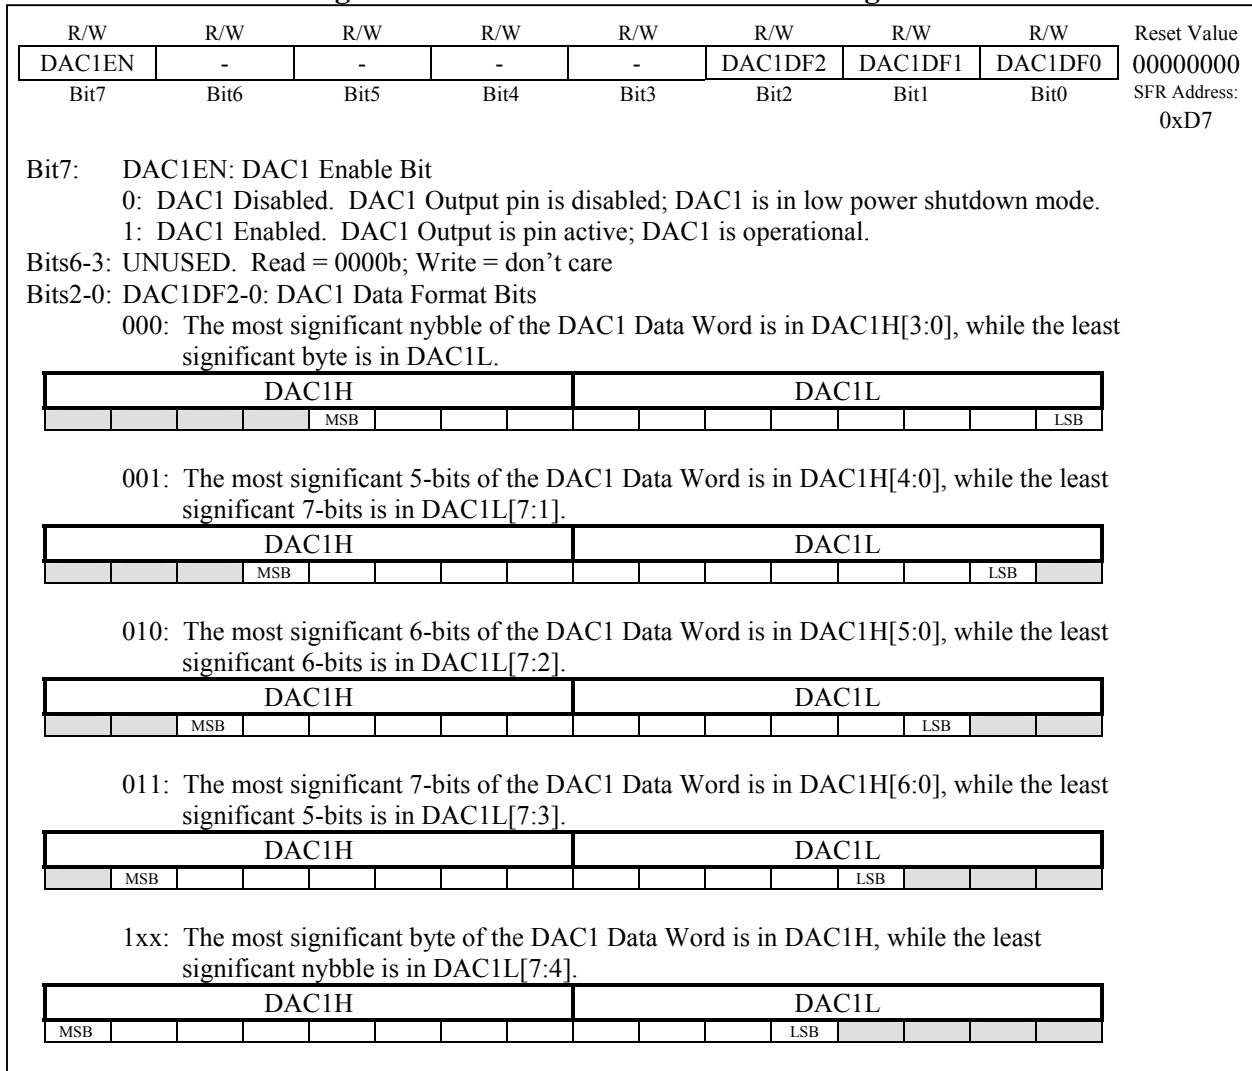 R/W R/W R/W R/W R/W R/W R/W R/W Reset Value
DAC1EN - - - - DAC1DF2 DAC1DF1 DAC1DF0 00000000
Bit7 Bit6 Bit5 Bit4 Bit3 Bit2 Bit1 Bit0 SFR Address:
0xD7
Bit7: DAC1EN: DAC1 Enable Bit
0: DAC1 Disabled. DAC1 Output pin is disabled; DAC1 is in low power shutdown mode.
1: DAC1 Enabled. DAC1 Output is pin active; DAC1 is operational.
Bits6-3: UNUSED. Read = 0000b; Write = don't care
Bits2-0: DAC1DF2-0: DAC1 Data Format Bits
000: The most significant nybble of the DAC1 Data Word is in DAC1H[3:0], while the least
significant byte is in DAC1L.
DAC1H DAC1L
MSB LSB
001: The most significant 5-bits of the DAC1 Data Word is in DAC1H[4:0], while the least
significant 7-bits is in DAC1L[7:1].
DAC1H DAC1L
MSB LSB
010: The most significant 6-bits of the DAC1 Data Word is in DAC1H[5:0], while the least
significant 6-bits is in DAC1L[7:2].
DAC1H DAC1L
MSB LSB
011: The most significant 7-bits of the DAC1 Data Word is in DAC1H[6:0], while the least
significant 5-bits is in DAC1L[7:3].
DAC1H DAC1L
MSB LSB
1xx: The most significant byte of the DAC1 Data Word is in DAC1H, while the least
significant nybble is in DAC1L[7:4].
DAC1H DAC1L
MSB LSB